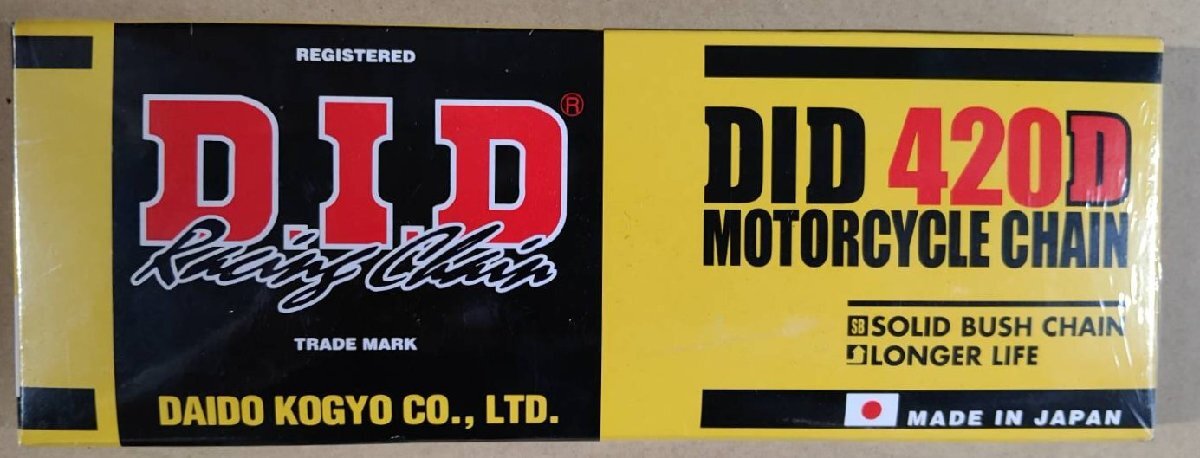 REGISTERED
D.I.D®
Racing Chain
TRADE MARK
DAIDO KOGYO CO., LTD.
DID 420D
MOTORCYCLE CHAIN
SB SOLID BUSH CHAIN
LONGER LIFE
MADE IN JAPAN